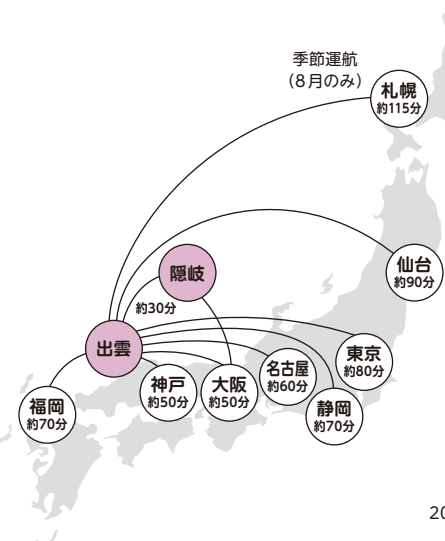 季節運航
(8月のみ)
札幌
約115分
仙台
約90分
隠岐
約30分
出雲
東京
約80分
名古屋
約60分
神戸
約50分
大阪
約50分
静岡
約70分
福岡
約70分
20